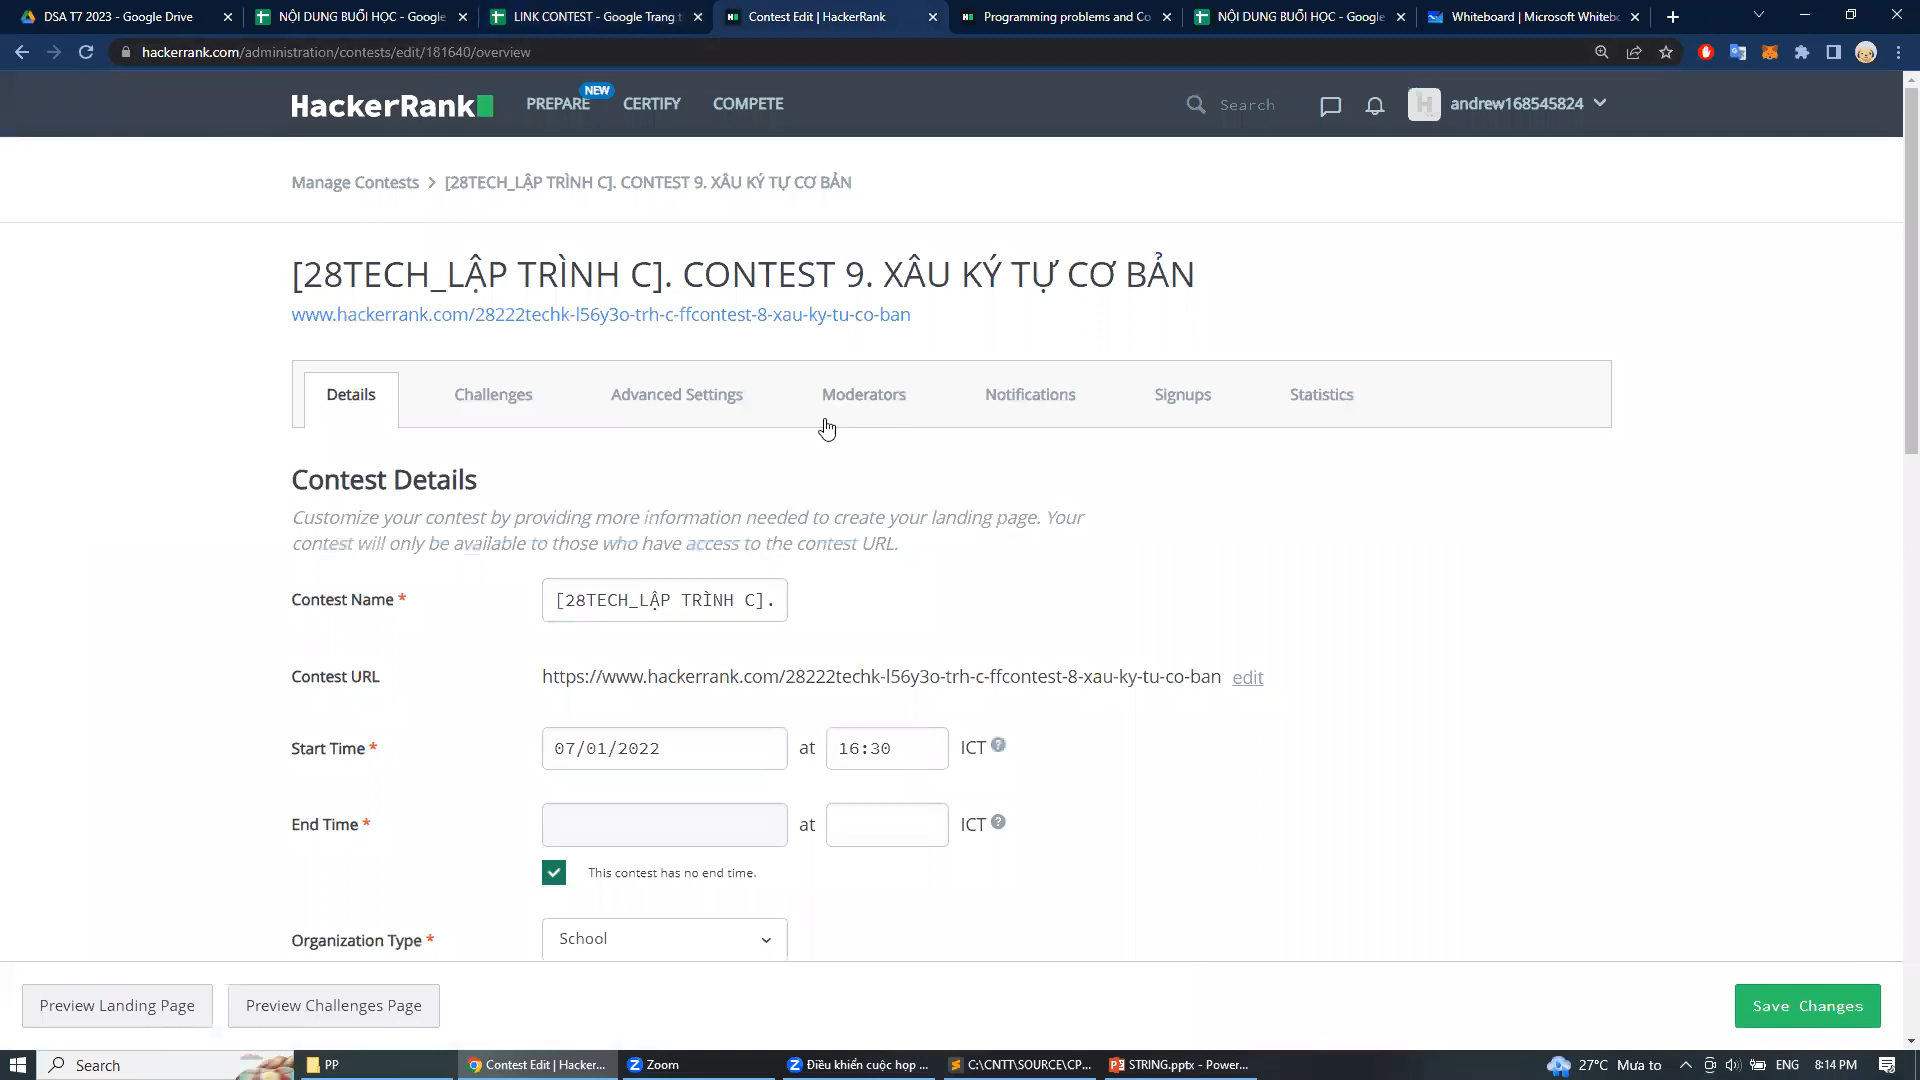 DSA T7 2023 - Google Drive
NỘI DUNG BUỔI HỌC - Google
LINK CONTEST - Google Trang t
Contest Edit | HackerRank
Programming problems and Co
NỘI DUNG BUỔI HỌC - Google
Whiteboard | Microsoft Whitebo
hackerrank.com/administration/contests/edit/181640/overview
HackerRank
PREPARE
NEW
CERTIFY
COMPETE
Search
andrew168545824
Manage Contests > [28TECH_LẬP TRÌNH C]. CONTEST 9. XÂU KÝ TỰ CƠ BẢN
[28TECH_LẬP TRÌNH C]. CONTEST 9. XÂU KÝ TỰ CƠ BẢN
www.hackerrank.com/28222techk-l56y3o-trh-c-ffcontest-8-xau-ky-tu-co-ban
Details
Challenges
Advanced Settings
Moderators
Notifications
Signups
Statistics
Contest Details
Customize your contest by providing more information needed to create your landing page. Your
contest will only be available to those who have access to the contest URL.
Contest Name *
[28TECH_LẬP TRÌNH C].
Contest URL
https://www.hackerrank.com/28222techk-l56y3o-trh-c-ffcontest-8-xau-ky-tu-co-ban edit
Start Time *
07/01/2022 at 16:30 ICT ?
End Time *
at ICT ?
This contest has no end time.
Organization Type *
School
Preview Landing Page
Preview Challenges Page
Save Changes
Search
PP
Contest Edit | Hacker...
Zoom
Điều khiển cuộc họp ...
C:\CNTT\SOURCE\CP...
STRING.pptx - Power...
27°C Mưa to
ENG
8:14 PM